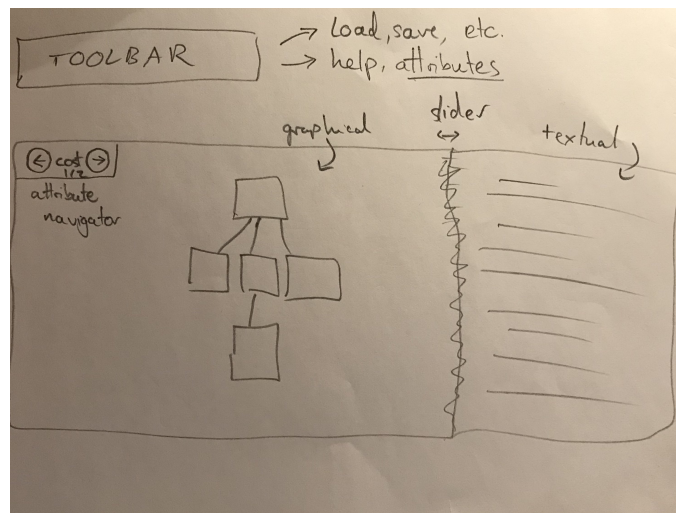 TOOLBAR
→ Load, save, etc.
→ help, attributes
graphical
slider
textual
← cost →
1/2
attribute
navigator